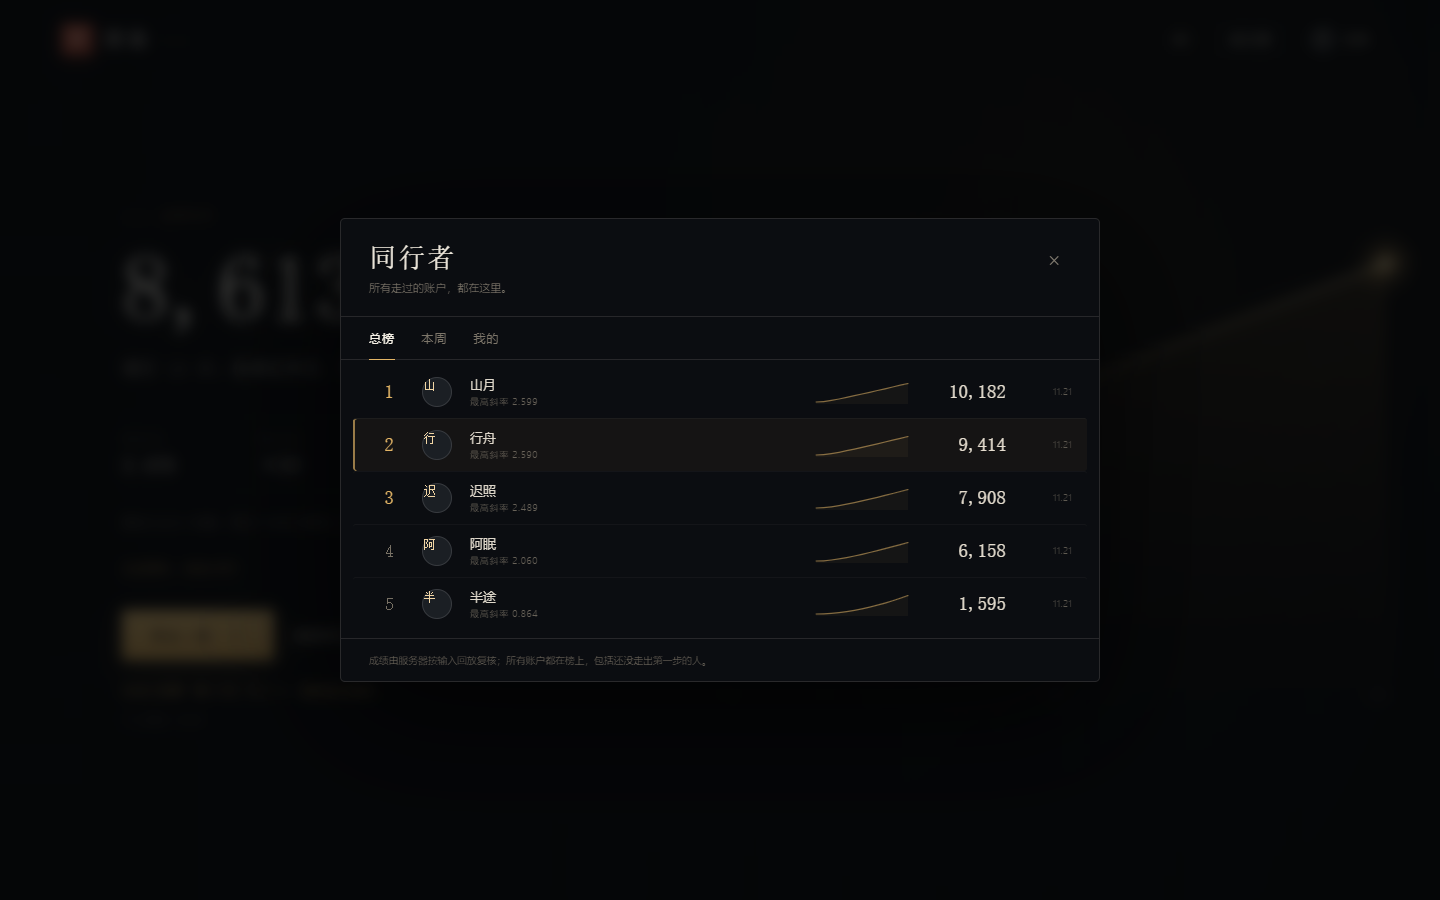 8,613
同行者
×
所有走过的账户，都在这里。
总榜 本周 我的
1 山 山月 10,182 11.21
最高斜率 2.599
2 行 行舟 9,414 11.21
最高斜率 2.590
3 迟 迟照 7,908 11.21
最高斜率 2.489
4 阿 阿眠 6,158 11.21
最高斜率 2.060
5 半 半途 1,595 11.21
最高斜率 0.864
成绩由服务器按输入回放复核；所有账户都在榜上，包括还没走出第一步的人。